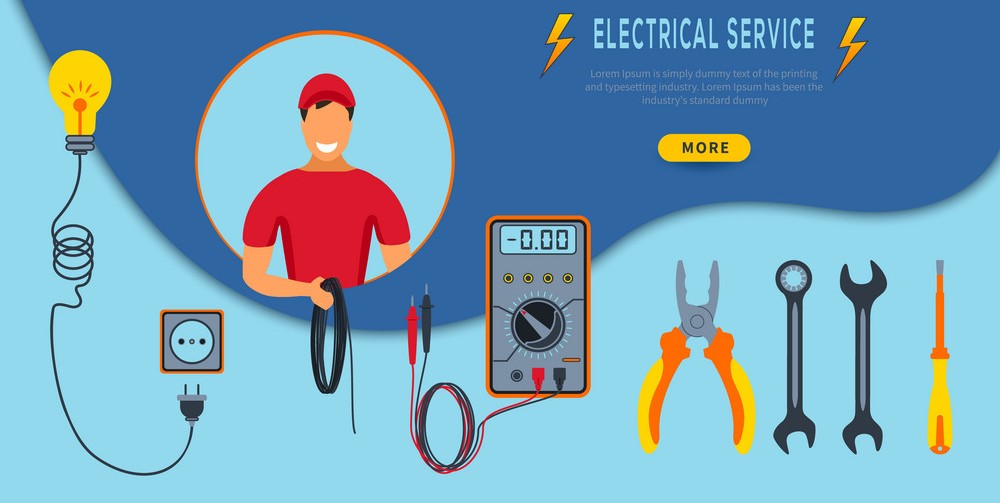 ELECTRICAL SERVICE
Lorem Ipsum is simply dummy text of the printing
and typesetting industry. Lorem Ipsum has been the
industry's standard dummy
MORE
-0.00